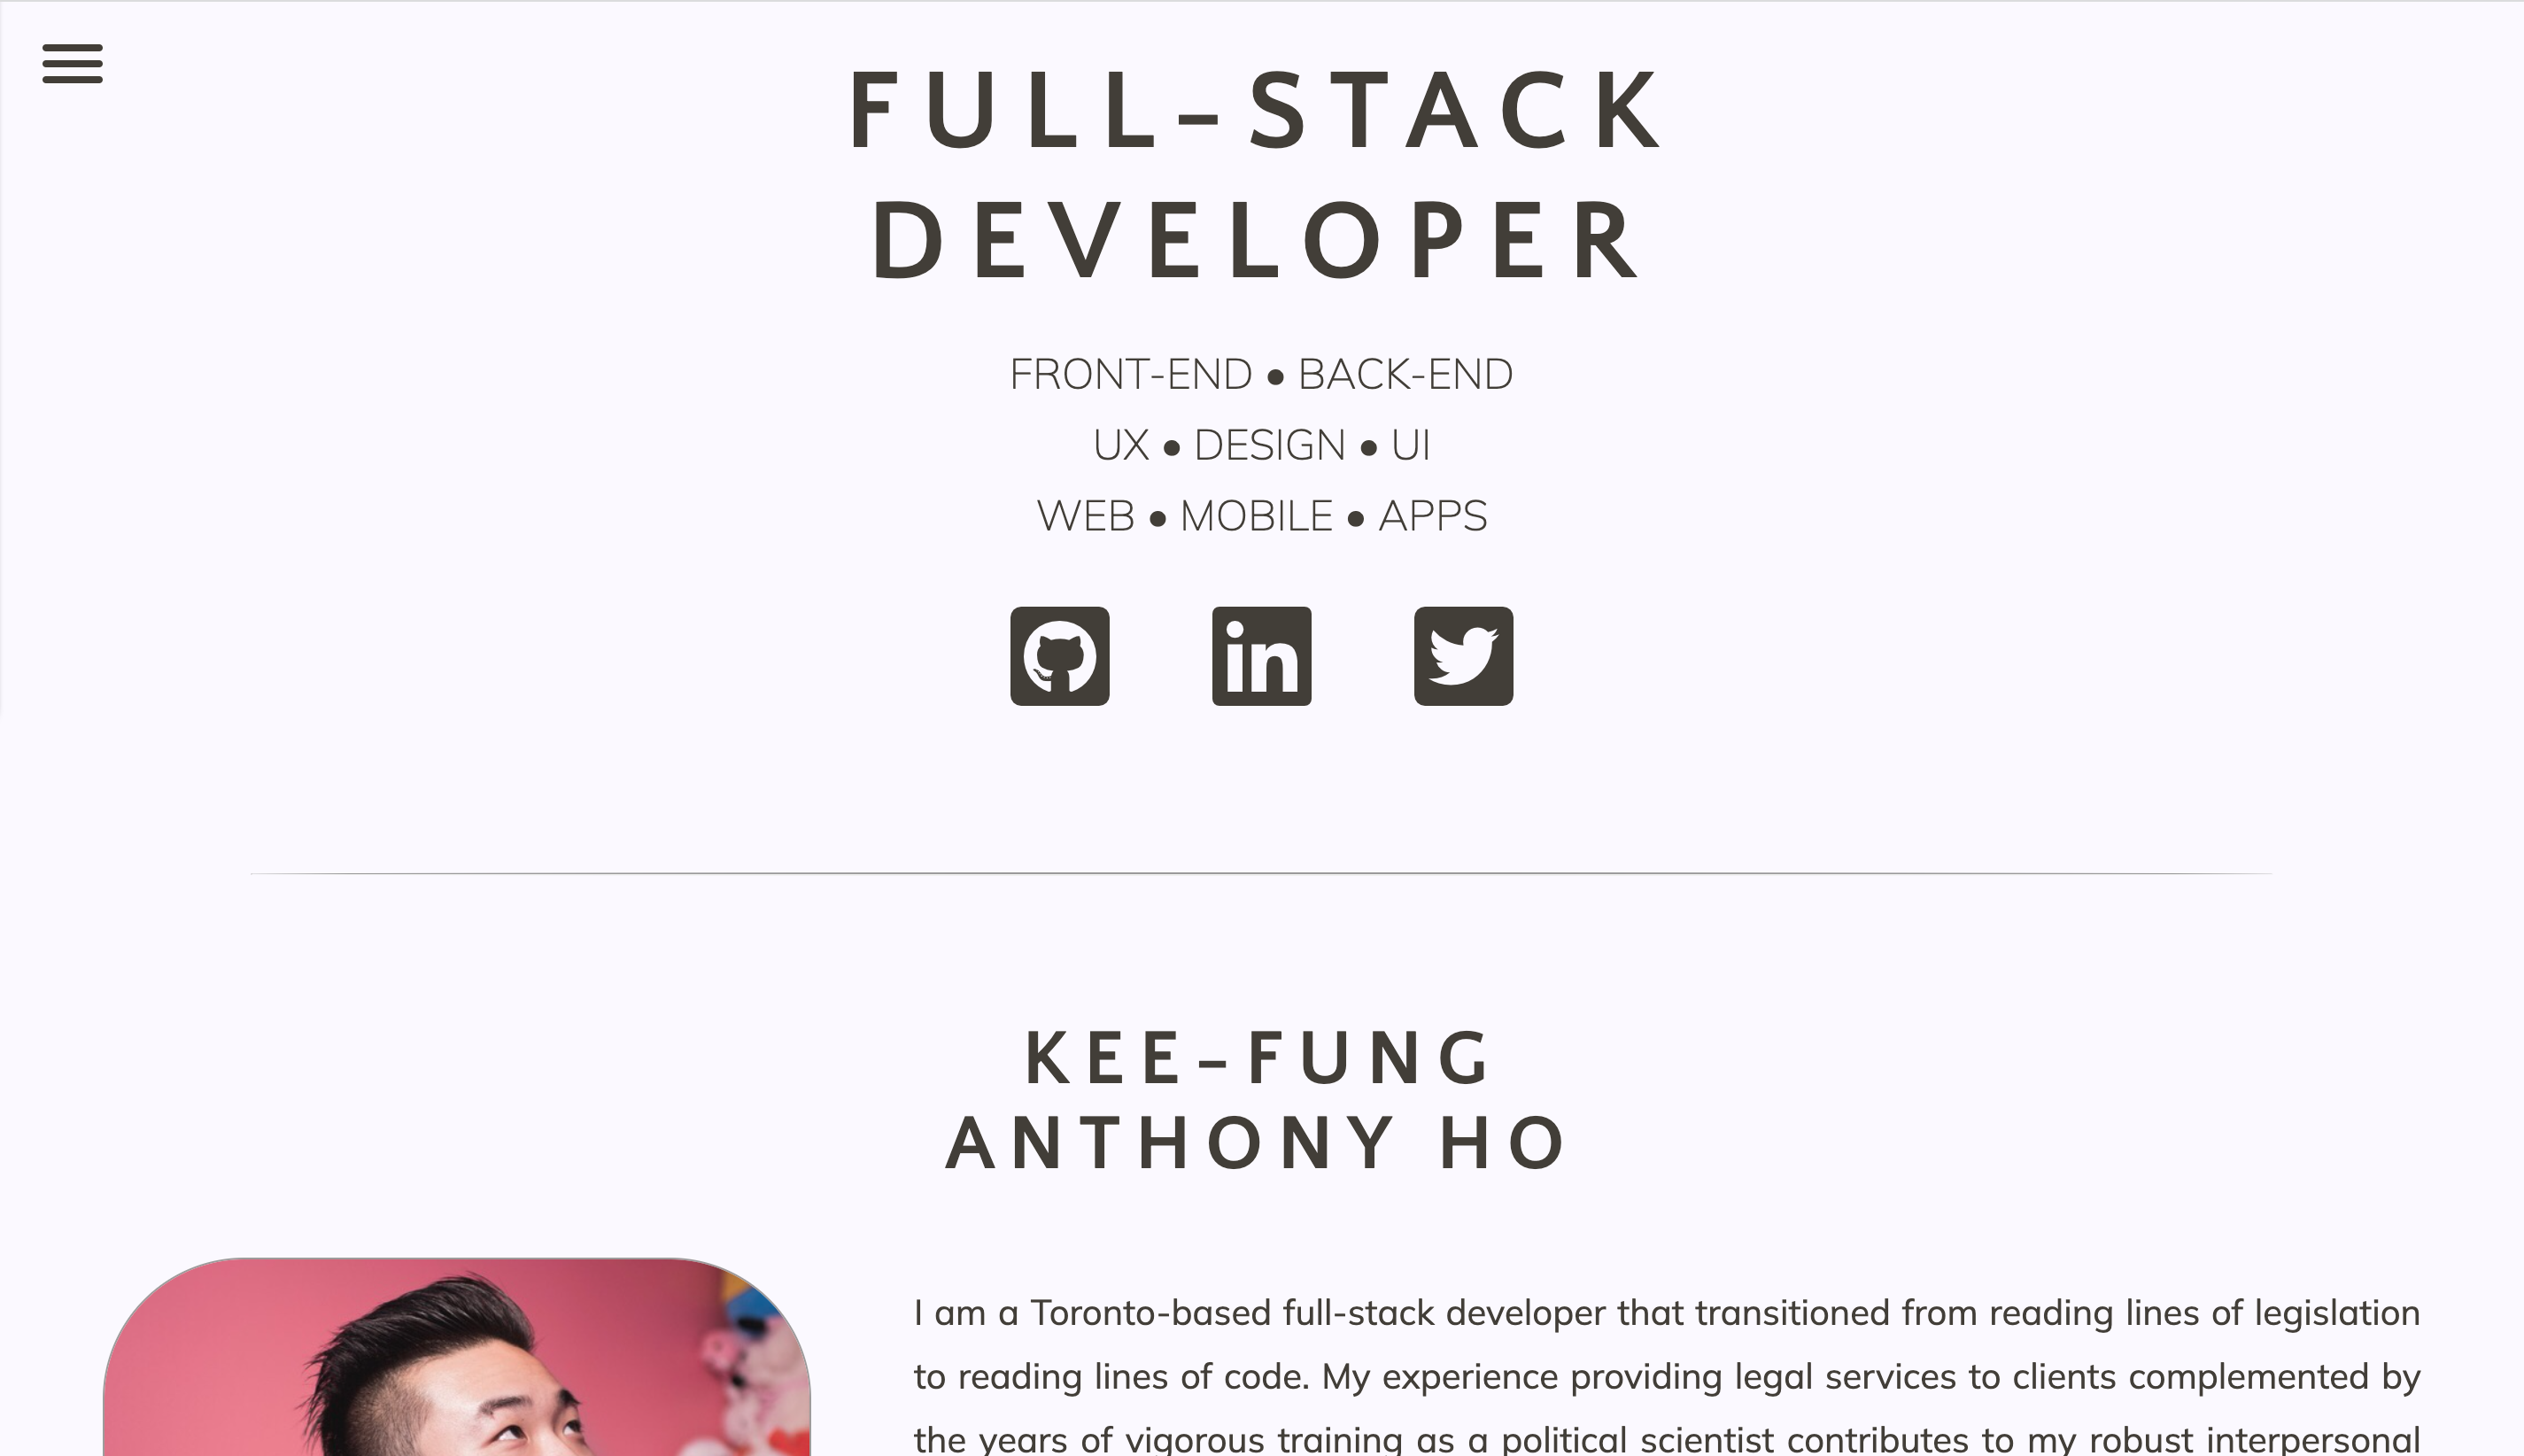 FULL-STACK
DEVELOPER
FRONT-END • BACK-END
UX • DESIGN • UI
WEB • MOBILE • APPS
in
KEE-FUNG
ANTHONY HO
I am a Toronto-based full-stack developer that transitioned from reading lines of legislation
to reading lines of code. My experience providing legal services to clients complemented by
the years of vigorous training as a political scientist contributes to my robust interpersonal